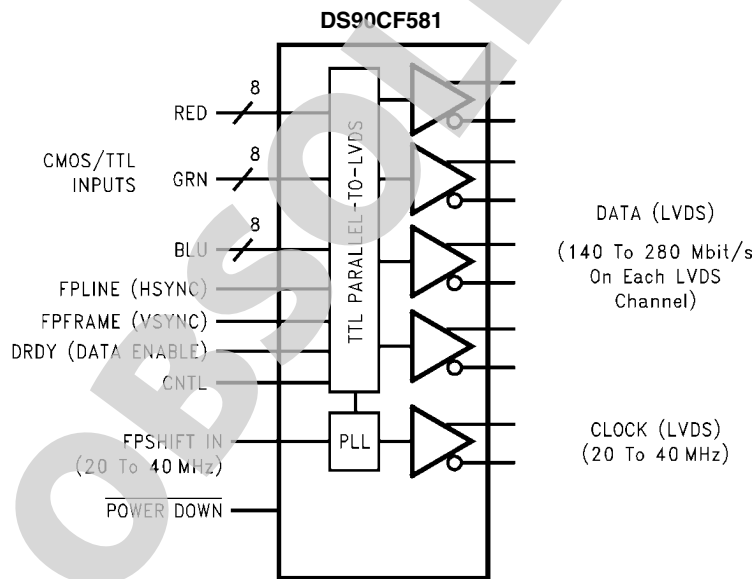 DS90CF581
RED
8
CMOS/TTL
INPUTS
GRN
8
BLU
8
FPLINE (HSYNC)
FPFRAME (VSYNC)
DRDY (DATA ENABLE)
CNTL
FPSHIFT IN
(20 To 40 MHz)
POWER DOWN
TTL PARALLEL-TO-LVDS
PLL
DATA (LVDS)
(140 To 280 Mbit/s
On Each LVDS
Channel)
CLOCK (LVDS)
(20 To 40 MHz)
OBSOLE